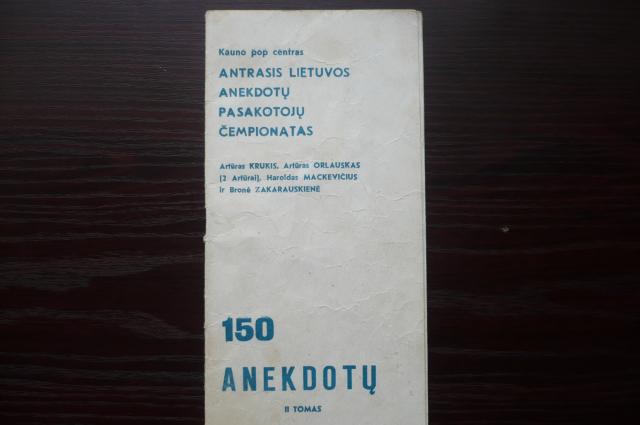 Kauno pop centras
ANTRASIS LIETUVOS
ANEKDOTŲ
PASAKOTOJŲ
ČEMPIONĄTAS
Artūras KRUKIS, Artūras ORLAUSKAS
(2 Artūrai), Haroldas MACKEVIČIUS
ir Bronė ZAKARAUSKIENĖ
150
ANEKDOTŲ
II TOMAS